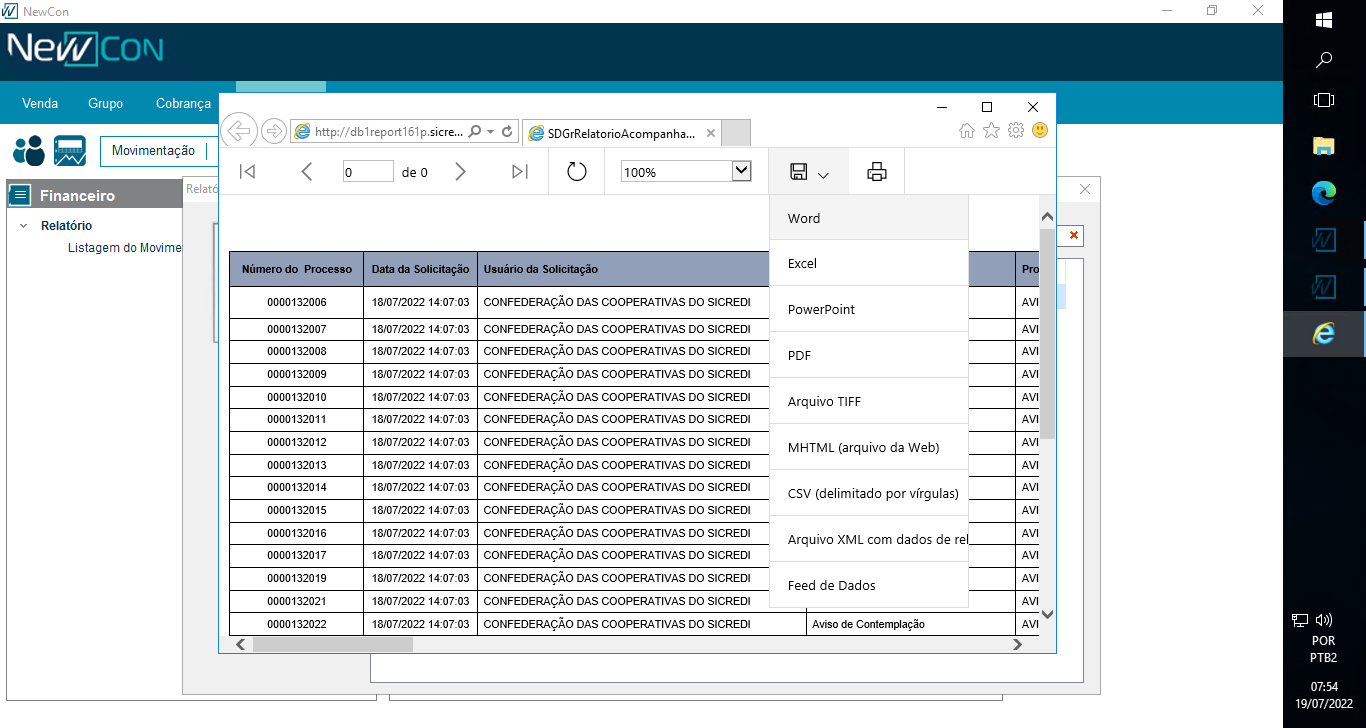 NewCon
NewCon
Venda Grupo Cobrança
Movimentação
Financeiro
Relatório
Listagem do Movime
Relató
http://db1report161p.sicre...
SDGrRelatorioAcompanha...
0 de 0
100%
Word
Excel
PowerPoint
PDF
Arquivo TIFF
MHTML (arquivo da Web)
CSV (delimitado por vírgulas)
Arquivo XML com dados de rel
Feed de Dados
Número do Processo Data da Solicitação Usuário da Solicitação Pro
0000132006 18/07/2022 14:07:03 CONFEDERAÇÃO DAS COOPERATIVAS DO SICREDI AVI
0000132007 18/07/2022 14:07:03 CONFEDERAÇÃO DAS COOPERATIVAS DO SICREDI AVI
0000132008 18/07/2022 14:07:03 CONFEDERAÇÃO DAS COOPERATIVAS DO SICREDI AVI
0000132009 18/07/2022 14:07:03 CONFEDERAÇÃO DAS COOPERATIVAS DO SICREDI AVI
0000132010 18/07/2022 14:07:03 CONFEDERAÇÃO DAS COOPERATIVAS DO SICREDI AVI
0000132011 18/07/2022 14:07:03 CONFEDERAÇÃO DAS COOPERATIVAS DO SICREDI AVI
0000132012 18/07/2022 14:07:03 CONFEDERAÇÃO DAS COOPERATIVAS DO SICREDI AVI
0000132013 18/07/2022 14:07:03 CONFEDERAÇÃO DAS COOPERATIVAS DO SICREDI AVI
0000132014 18/07/2022 14:07:03 CONFEDERAÇÃO DAS COOPERATIVAS DO SICREDI AVI
0000132015 18/07/2022 14:07:03 CONFEDERAÇÃO DAS COOPERATIVAS DO SICREDI AVI
0000132016 18/07/2022 14:07:03 CONFEDERAÇÃO DAS COOPERATIVAS DO SICREDI AVI
0000132017 18/07/2022 14:07:03 CONFEDERAÇÃO DAS COOPERATIVAS DO SICREDI AVI
0000132019 18/07/2022 14:07:03 CONFEDERAÇÃO DAS COOPERATIVAS DO SICREDI AVI
0000132021 18/07/2022 14:07:03 CONFEDERAÇÃO DAS COOPERATIVAS DO SICREDI AVI
0000132022 18/07/2022 14:07:03 CONFEDERAÇÃO DAS COOPERATIVAS DO SICREDI Aviso de Contemplação AVI
POR
PTB2
07:54
19/07/2022